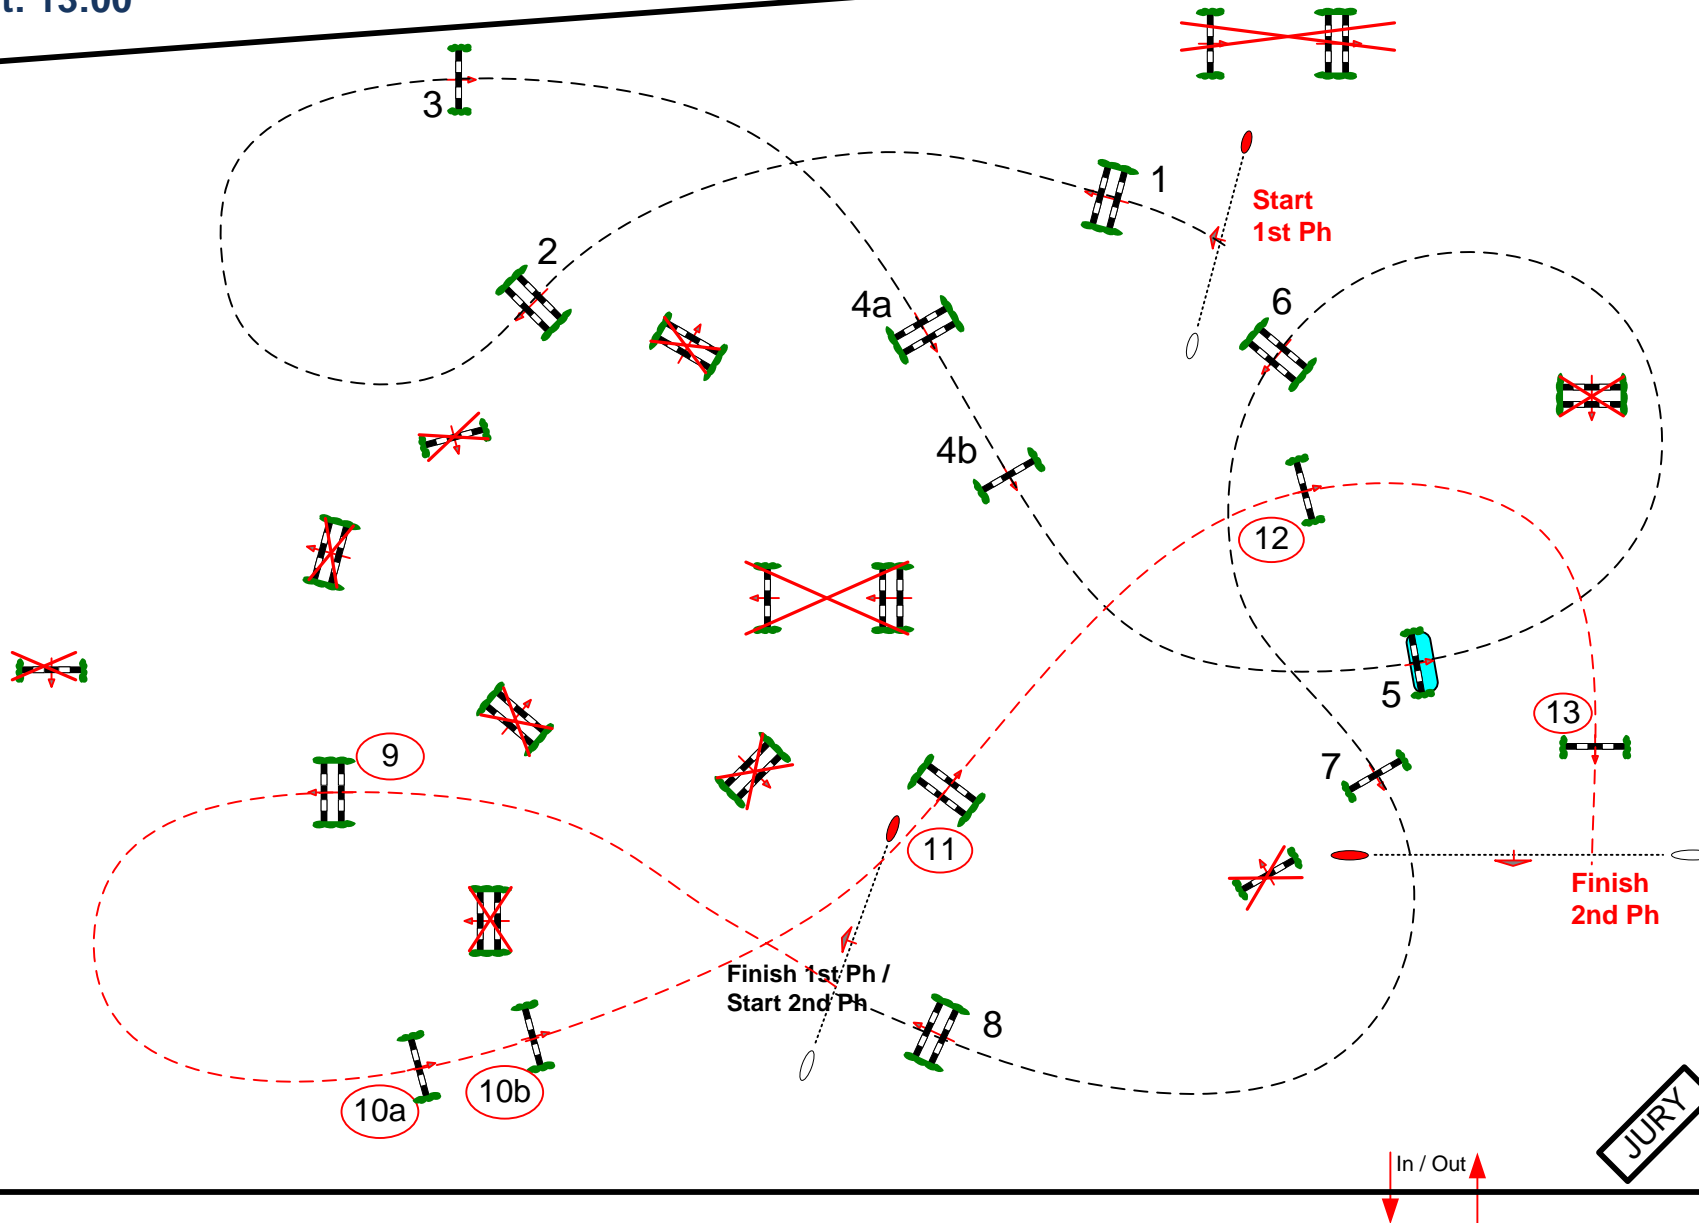 t. 13:00
3
1
Start
1st Ph
2
4a
6
4b
12
5
13
9
7
11
Finish
2nd Ph
Finish 1st Ph /
Start 2nd Ph
8
10b
10a
JURY
In / Out